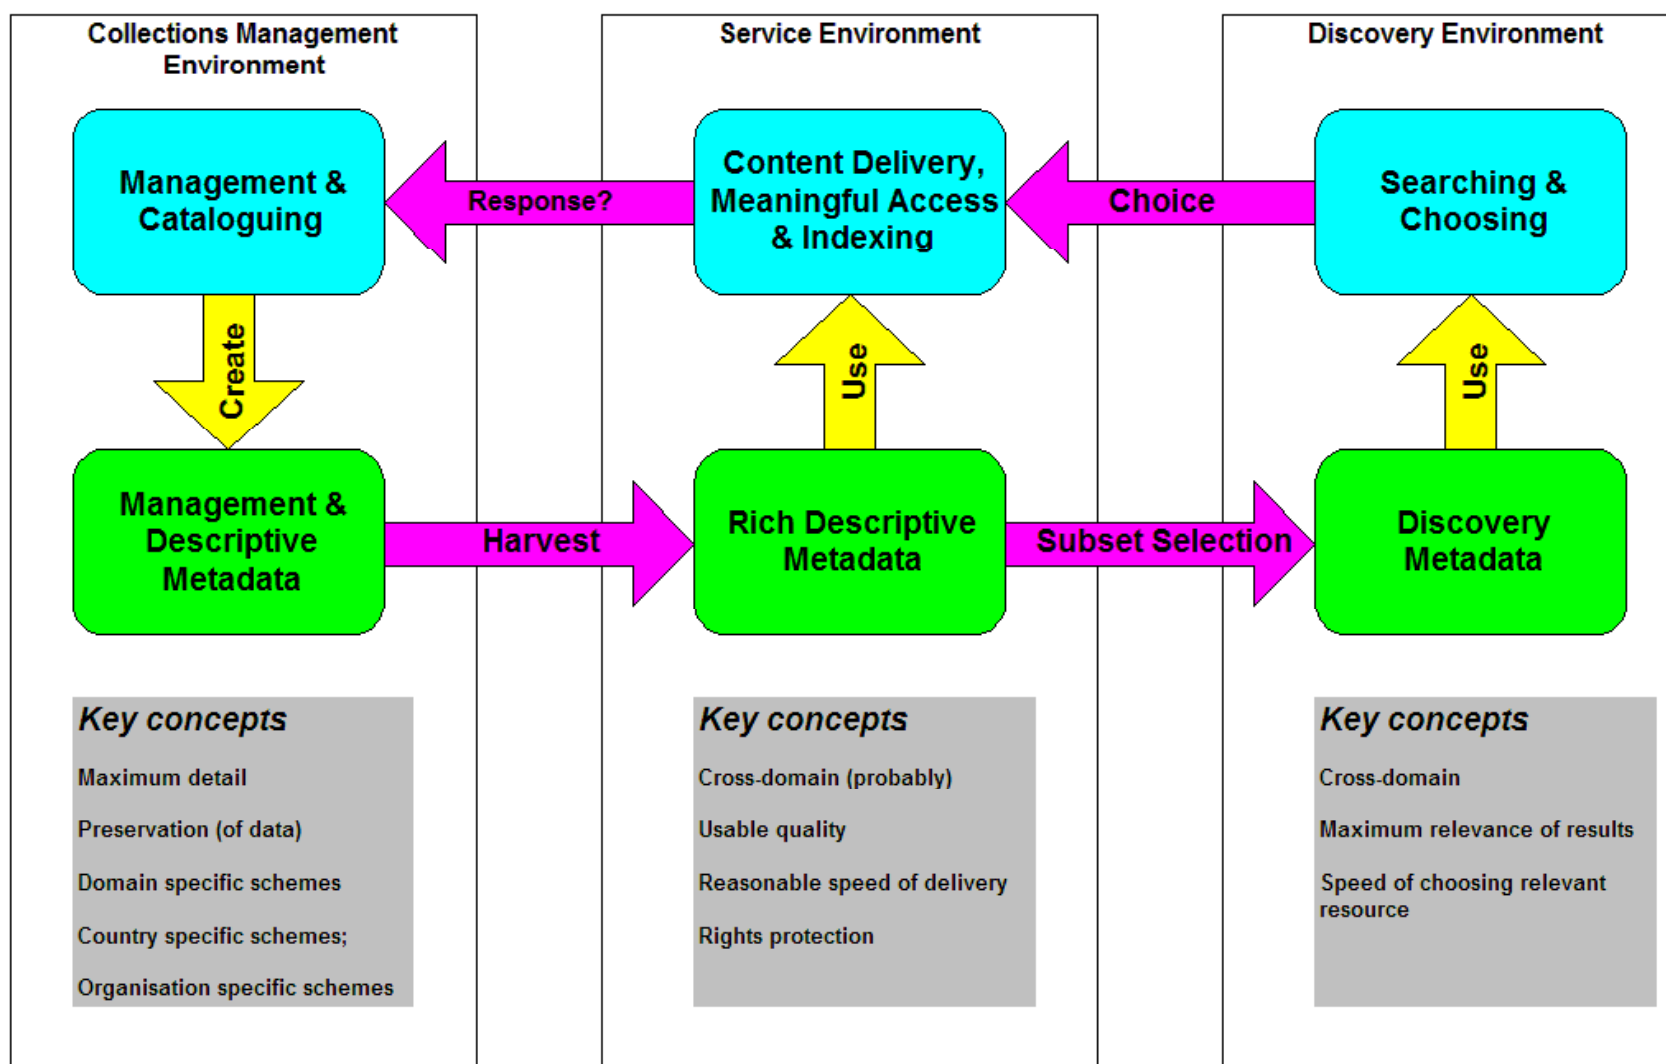 Collections Management
Environment
Service Environment
Discovery Environment
Management &
Cataloguing
Response?
Content Delivery,
Meaningful Access
& Indexing
Choice
Searching &
Choosing
Create
Use
Use
Management &
Descriptive
Metadata
Harvest
Rich Descriptive
Metadata
Subset Selection
Discovery
Metadata
Key concepts
Maximum detail
Preservation (of data)
Domain specific schemes
Country specific schemes;
Organisation specific schemes
Key concepts
Cross-domain (probably)
Usable quality
Reasonable speed of delivery
Rights protection
Key concepts
Cross-domain
Maximum relevance of results
Speed of choosing relevant
resource